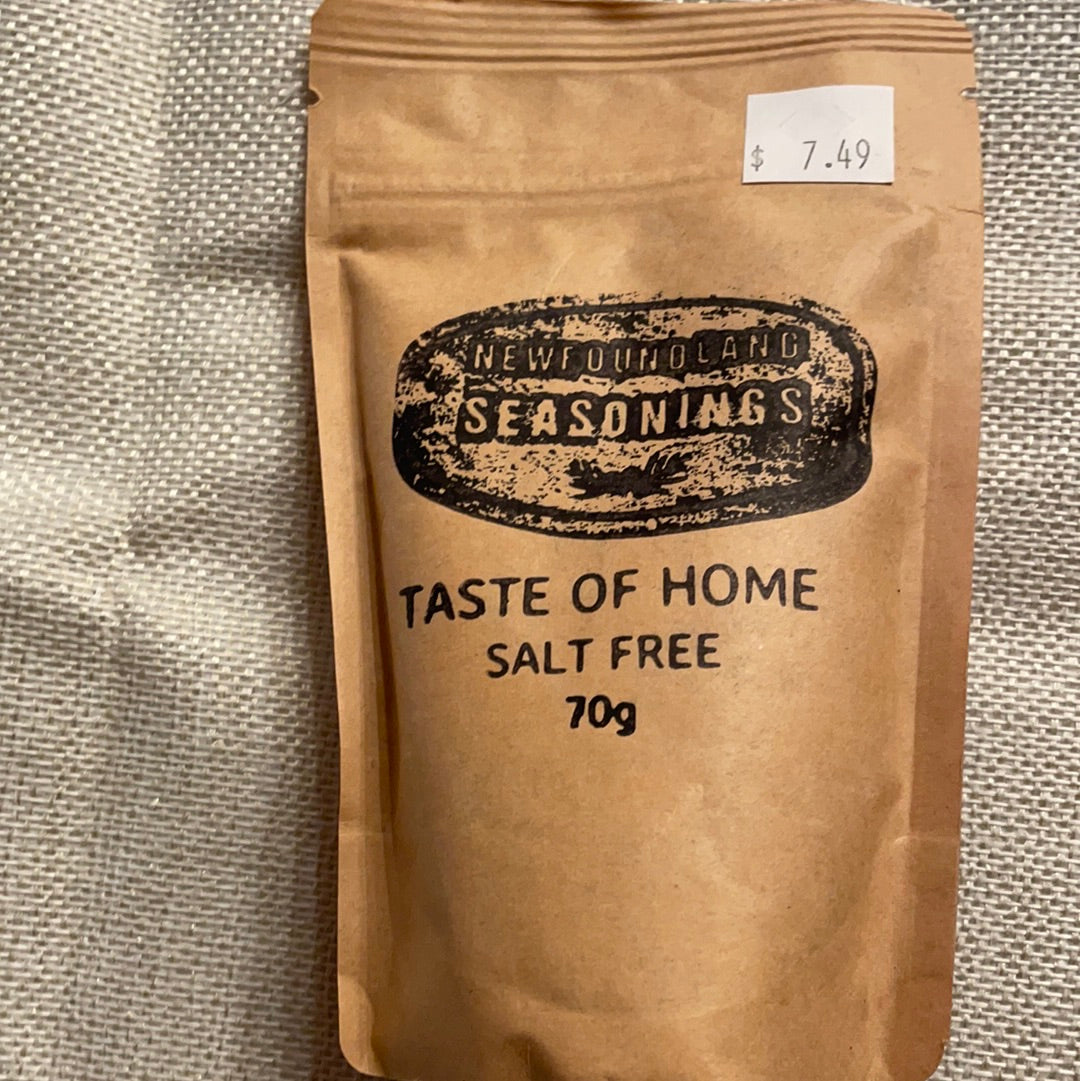 $ 7.49
NEWFOUNDLAND
SEASONINGS
TASTE OF HOME
SALT FREE
70g